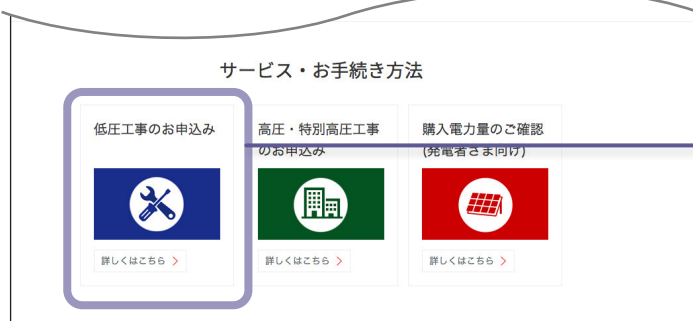 サービス・お手続き方法
低圧工事のお申込み
高圧・特別高圧工事
のお申込み
購入電力量のご確認
(発電者さま向け)
詳しくはこちら
詳しくはこちら
詳しくはこちら